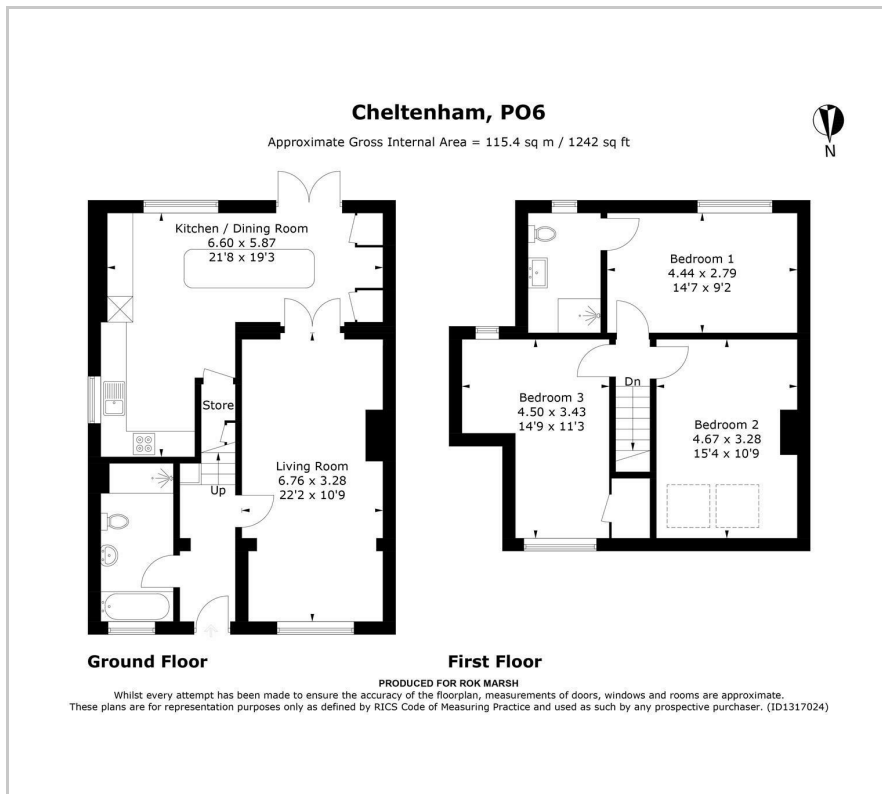 Cheltenham, PO6
Approximate Gross Internal Area = 115.4 sq m / 1242 sq ft
N
Kitchen / Dining Room
6.60 x 5.87
21'8 x 19'3
Store
Up
Living Room
6.76 x 3.28
22'2 x 10'9
Ground Floor
Bedroom 1
4.44 x 2.79
14'7 x 9'2
Dn
Bedroom 3
4.50 x 3.43
14'9 x 11'3
Bedroom 2
4.67 x 3.28
15'4 x 10'9
First Floor
PRODUCED FOR ROK MARSH
Whilst every attempt has been made to ensure the accuracy of the floorplan, measurements of doors, windows and rooms are approximate.
These plans are for representation purposes only as defined by RICS Code of Measuring Practice and used as such by any prospective purchaser. (ID1317024)